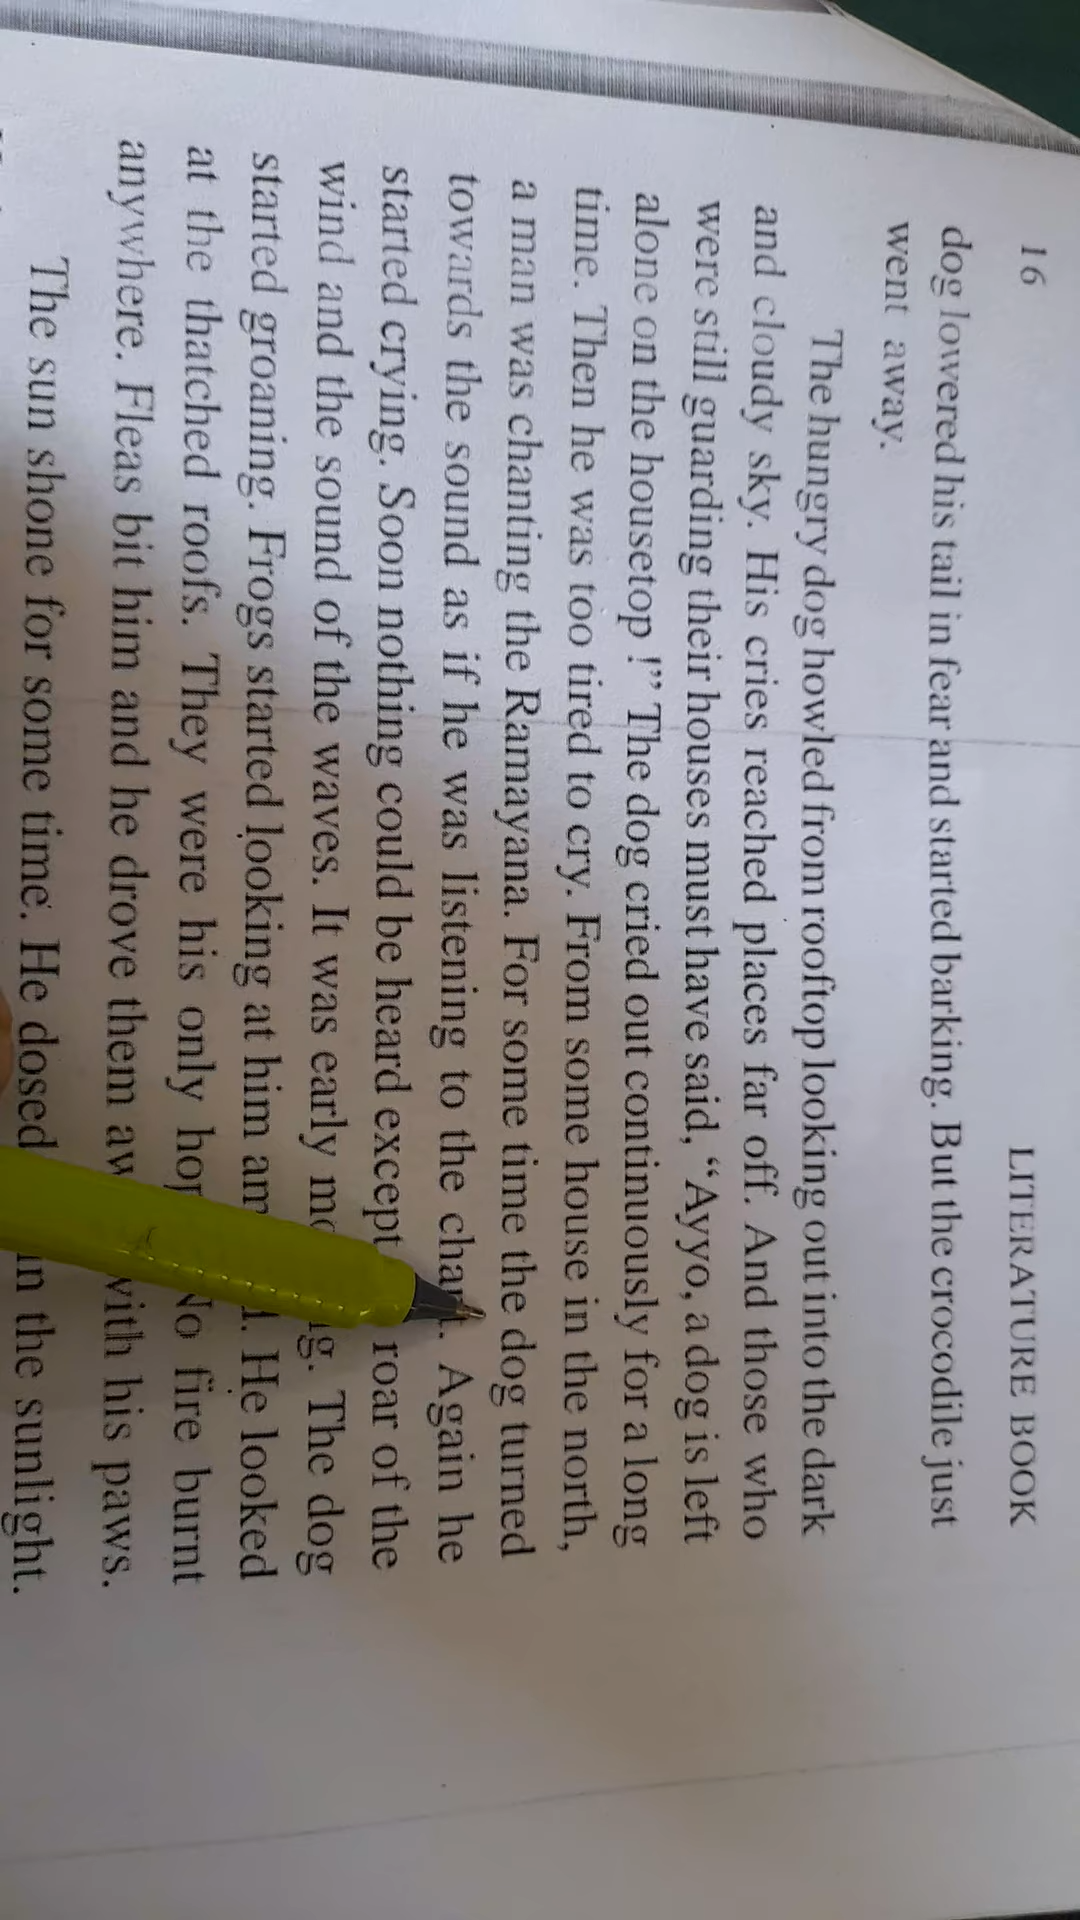 16
LITERATURE BOOK
dog lowered his tail in fear and started barking. But the crocodile just
went away.
The hungry dog howled from rooftop looking out into the dark
and cloudy sky. His cries reached places far off. And those who
were still guarding their houses must have said, “Ayyo, a dog is left
alone on the housetop !” The dog cried out continuously for a long
time. Then he was too tired to cry. From some house in the north,
a man was chanting the Ramayana. For some time the dog turned
towards the sound as if he was listening to the chant. Again he
started crying. Soon nothing could be heard except roar of the
wind and the sound of the waves. It was early The dog
started groaning. Frogs started looking at him He looked
at the thatched roofs. They were his only No fire burnt
anywhere. Fleas bit him and he drove them with his paws.
The sun shone for some time. He dosed in the sunlight.